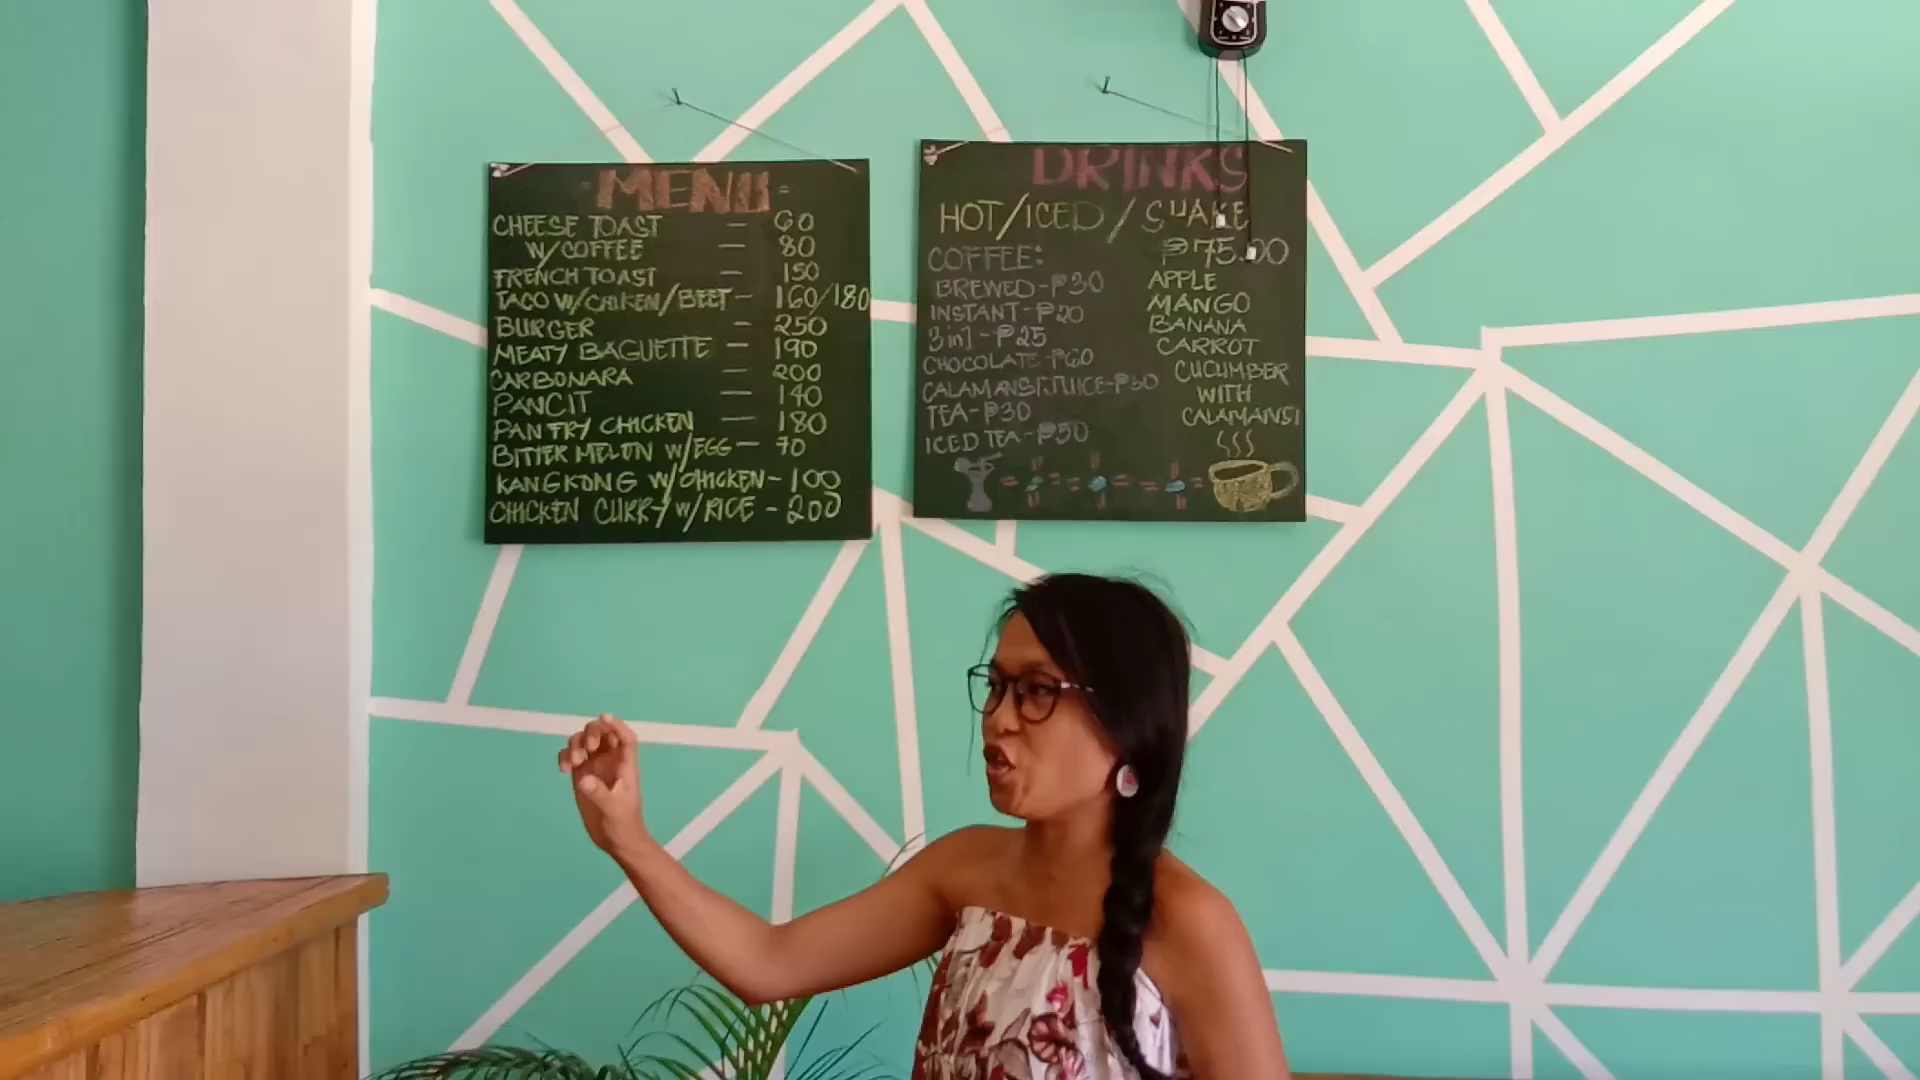 MENU
CHEESE TOAST — 60
W/COFFEE — 80
FRENCH TOAST — 150
TACO W/CHIKEN/BEEF — 160/180
BURGER — 250
MEATY BAGUETTE — 190
CARBONARA — 200
PANCIT — 140
PAN FRY CHICKEN — 180
BITTER MELON W/EGG — 70
KANGKONG W/CHICKEN - 100
CHICKEN CURRY W/RICE - 200
DRINKS
HOT/ICED/SHAKE
COFFEE:
BREWED-₱30
INSTANT-₱20
3in1-₱25
CHOCOLATE-₱60
CALAMANSI JUICE-
TEA-₱30
ICED TEA-₱50
₱75.00
APPLE
MANGO
BANANA
CARROT
CUCUMBER
WITH
CALAMANSI